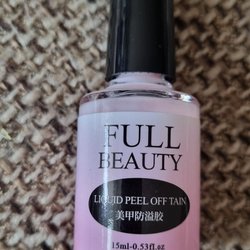 FULL
BEAUTY
LIQUID PEEL OFF TAIN
美甲防溢胶
15ml-0.53fl.oz